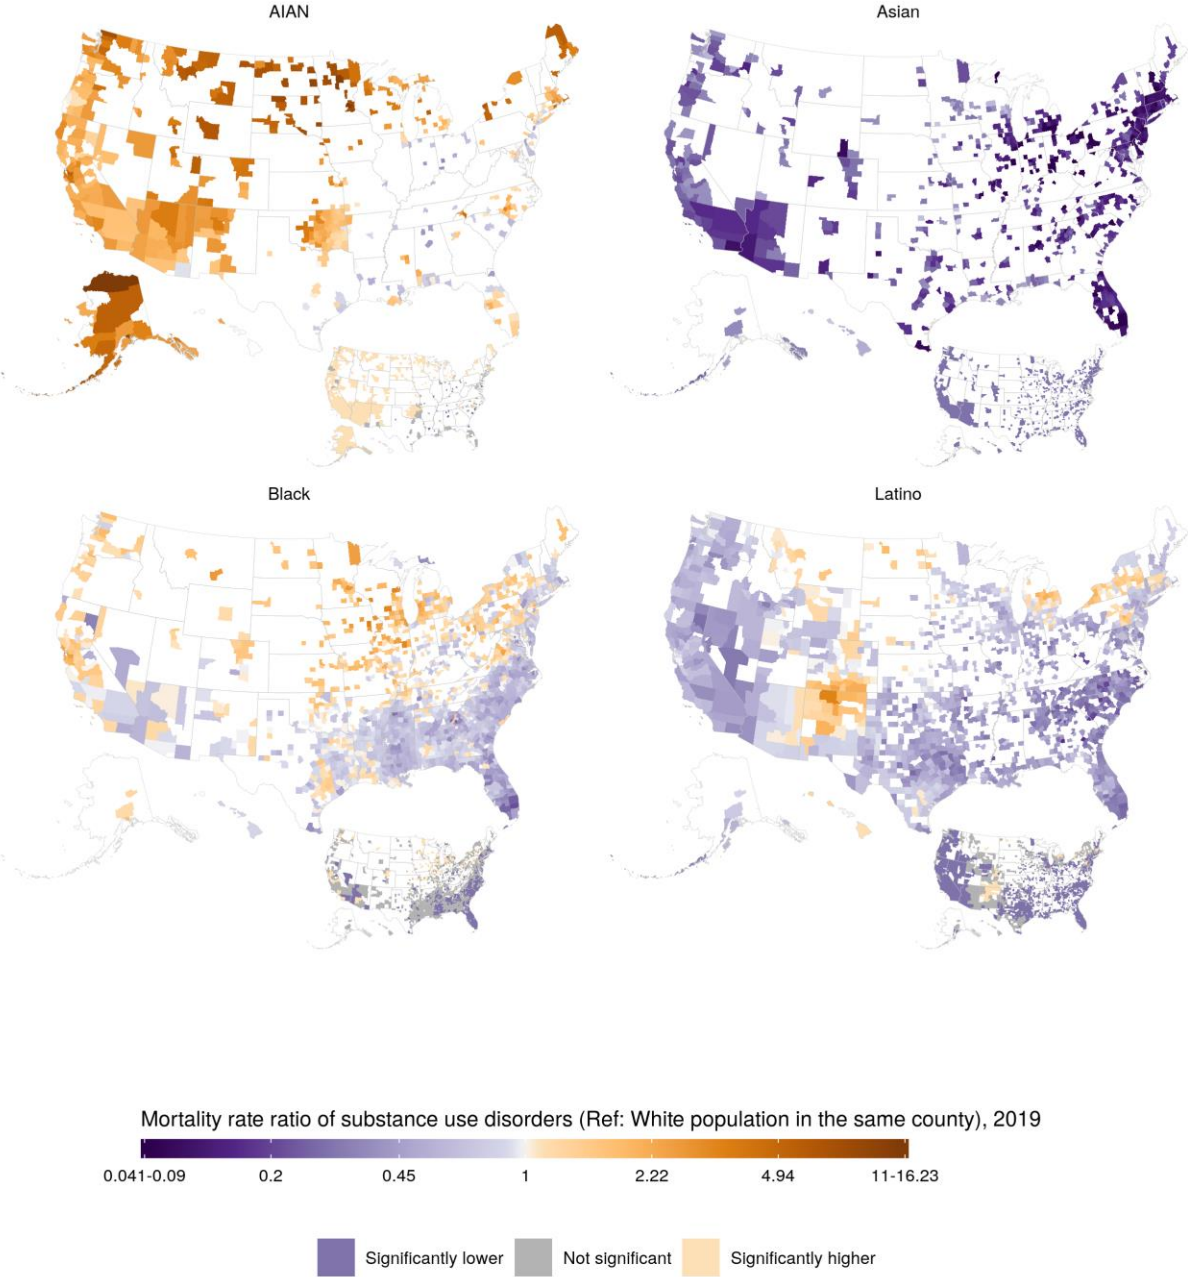 AIAN
Asian
Black
Latino
Mortality rate ratio of substance use disorders (Ref: White population in the same county), 2019
0.041-0.09 0.2 0.45 1 2.22 4.94 11-16.23
Significantly lower Not significant Significantly higher